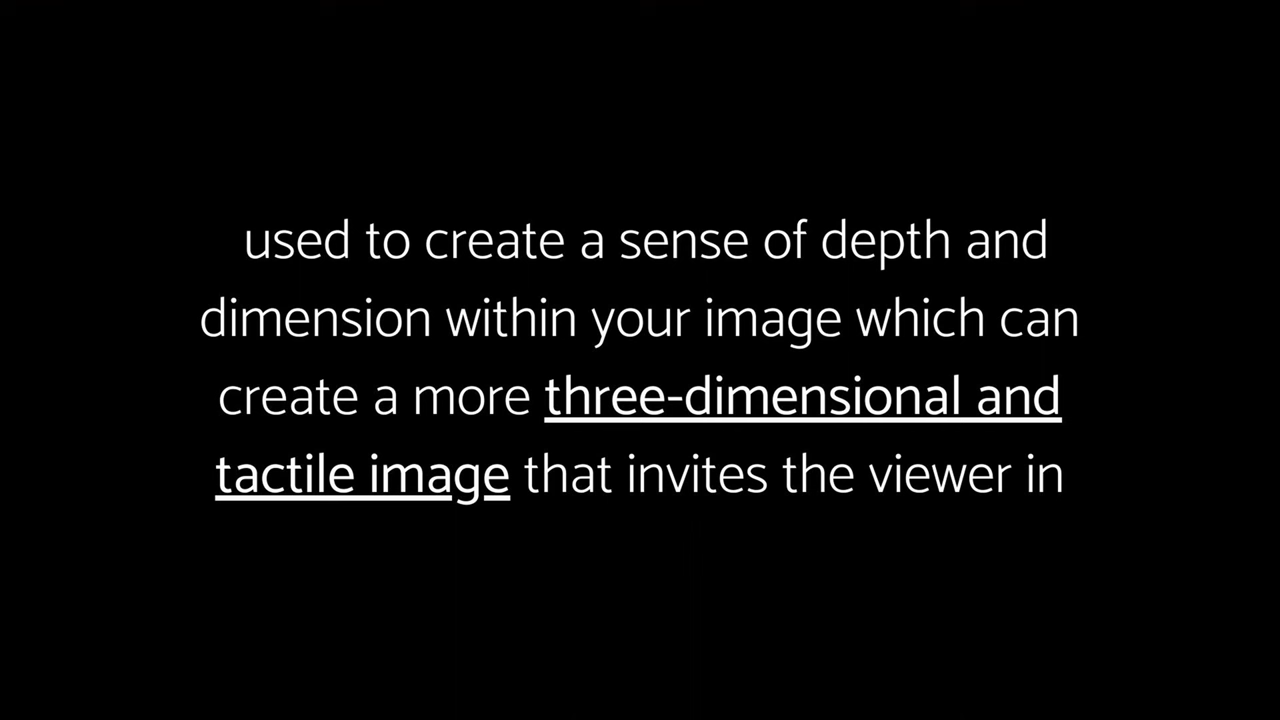 used to create a sense of depth and
dimension within your image which can
create a more three-dimensional and
tactile image that invites the viewer in